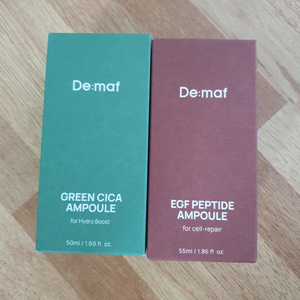 De:maf
GREEN CICA
AMPOULE
for Hydro Boost
50ml / 1.69 fl. oz.
De:maf
EGF PEPTIDE
AMPOULE
for cell-repair
55ml / 1.86 fl. oz